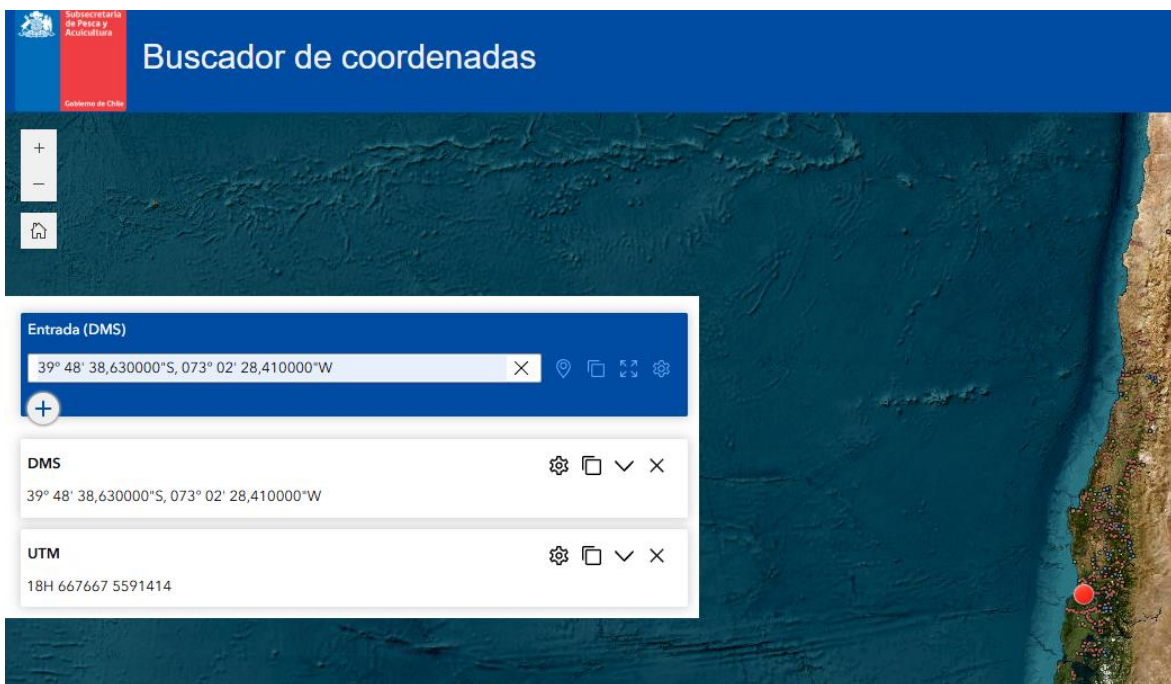 Subsecretaría
de Pesca y
Acuicultura
Gobierno de Chile
Buscador de coordenadas
+
−
Entrada (DMS)
39° 48' 38,630000"S, 073° 02' 28,410000"W
+
DMS
39° 48' 38,630000"S, 073° 02' 28,410000"W
UTM
18H 667667 5591414